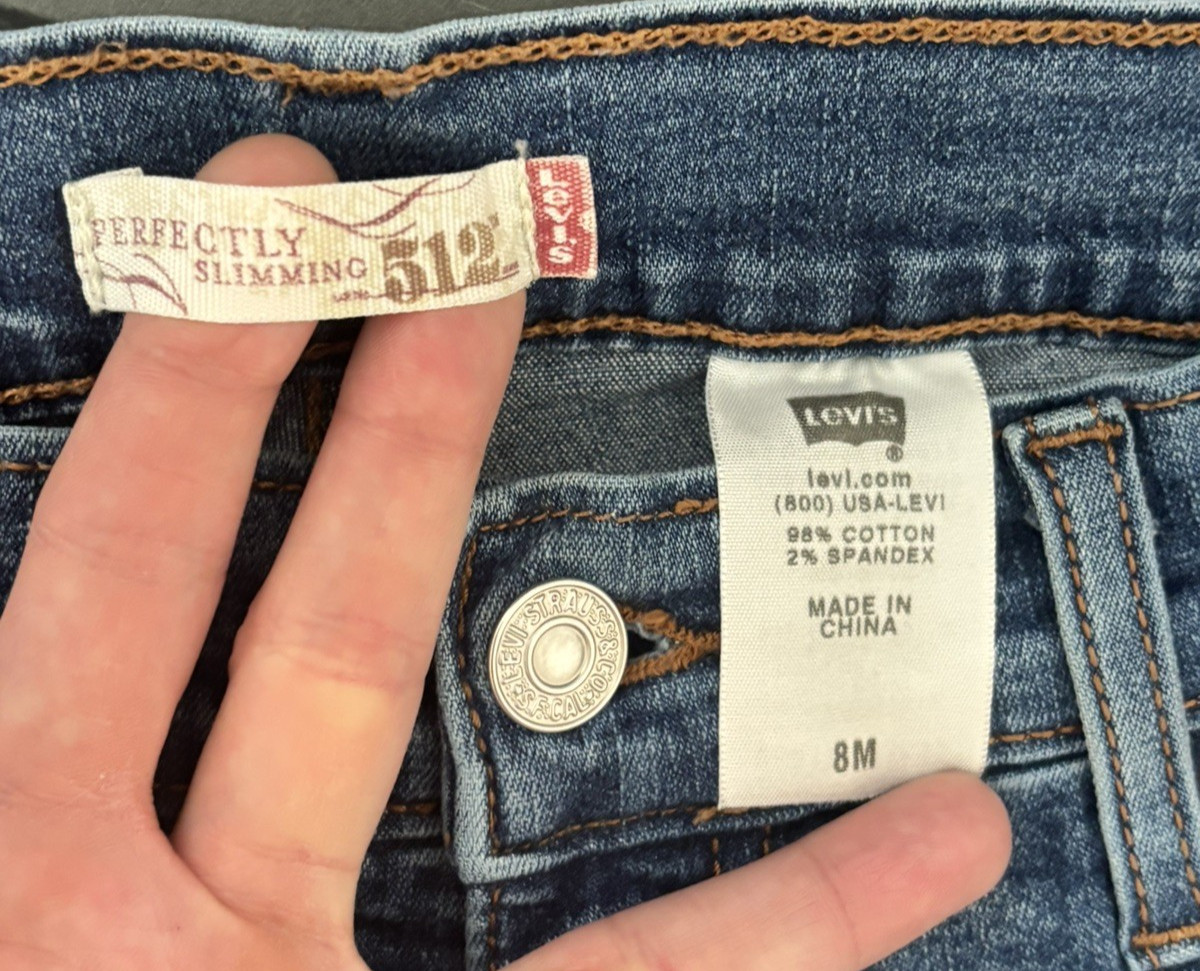 PERFECTLY
SLIMMING
512
Levi's
LEVI'S
®
levi.com
(800) USA-LEVI
98% COTTON
2% SPANDEX
MADE IN
CHINA
8M
LEVI STRAUSS & CO.
S.F. CAL.